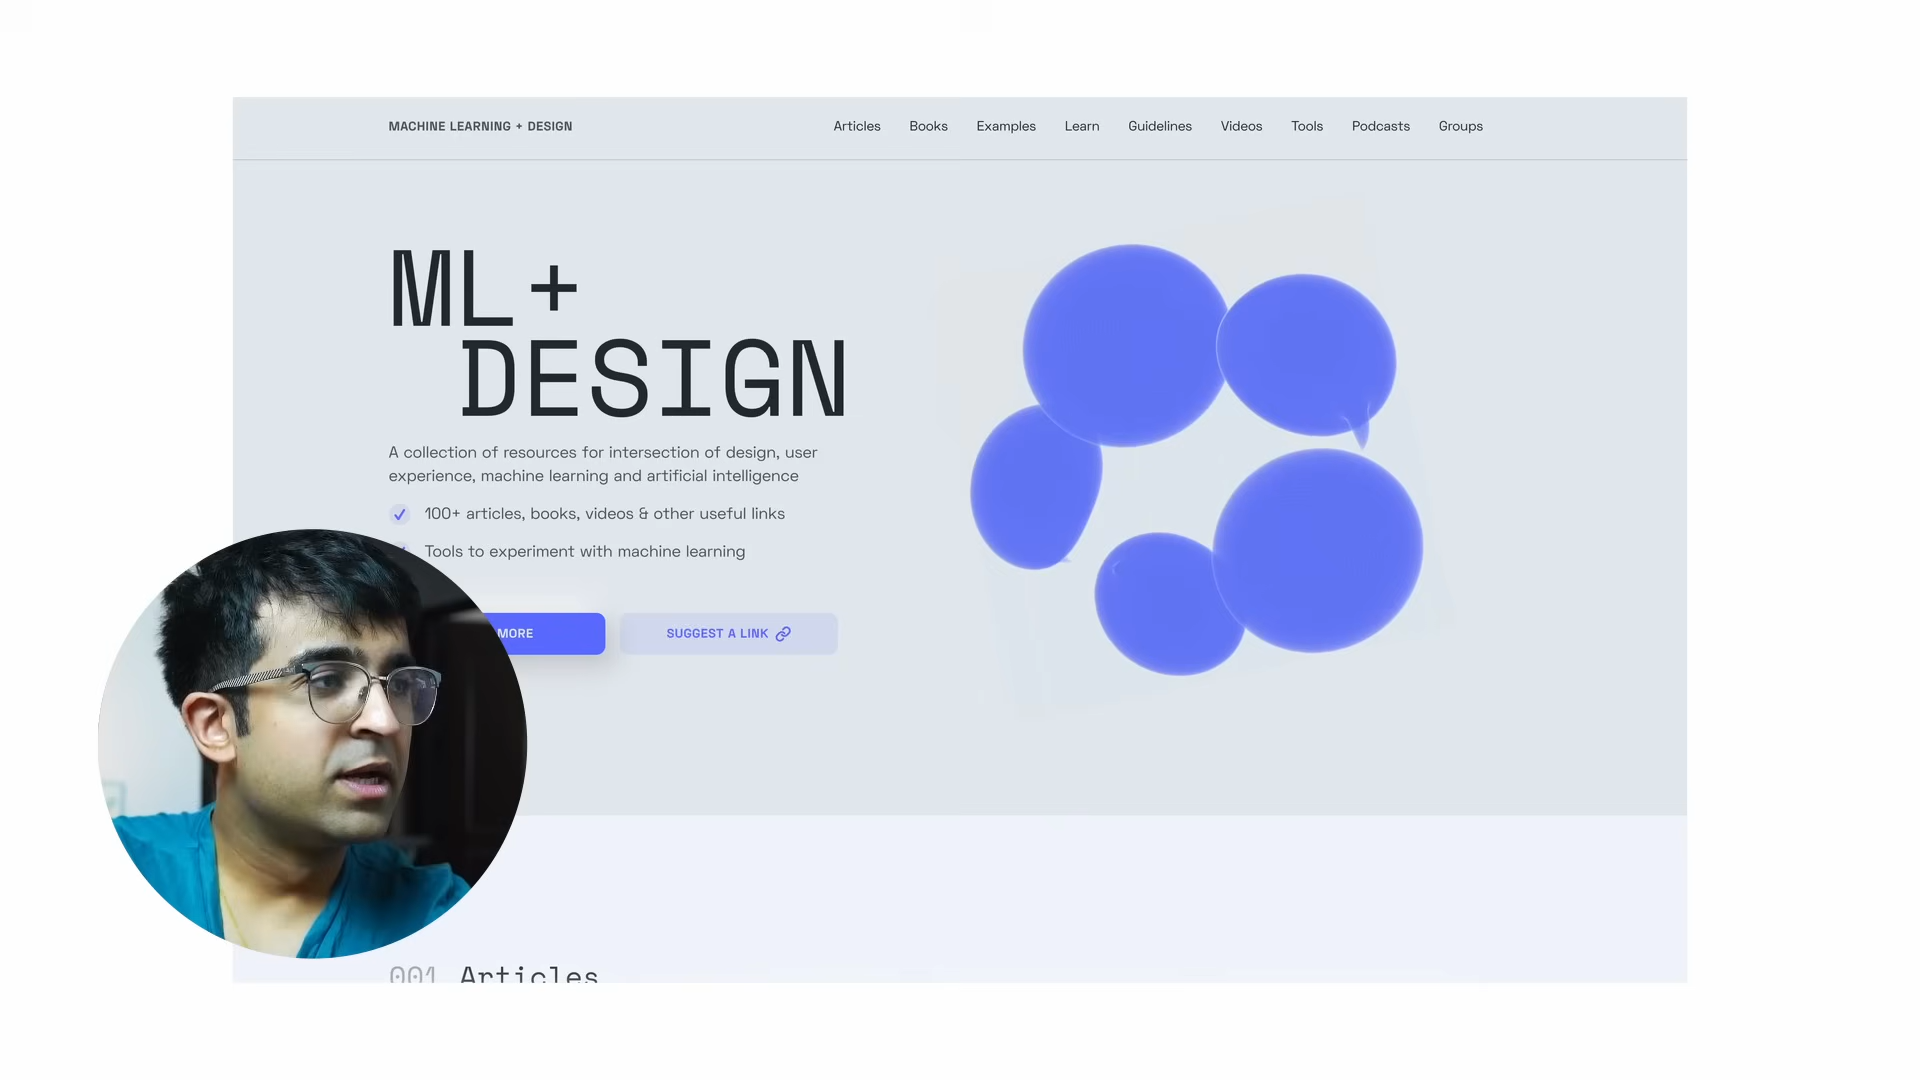 MACHINE LEARNING + DESIGN
Articles
Books
Examples
Learn
Guidelines
Videos
Tools
Podcasts
Groups
ML+
DESIGN
A collection of resources for intersection of design, user
experience, machine learning and artificial intelligence
100+ articles, books, videos & other useful links
Tools to experiment with machine learning
MORE
SUGGEST A LINK
001 Articles